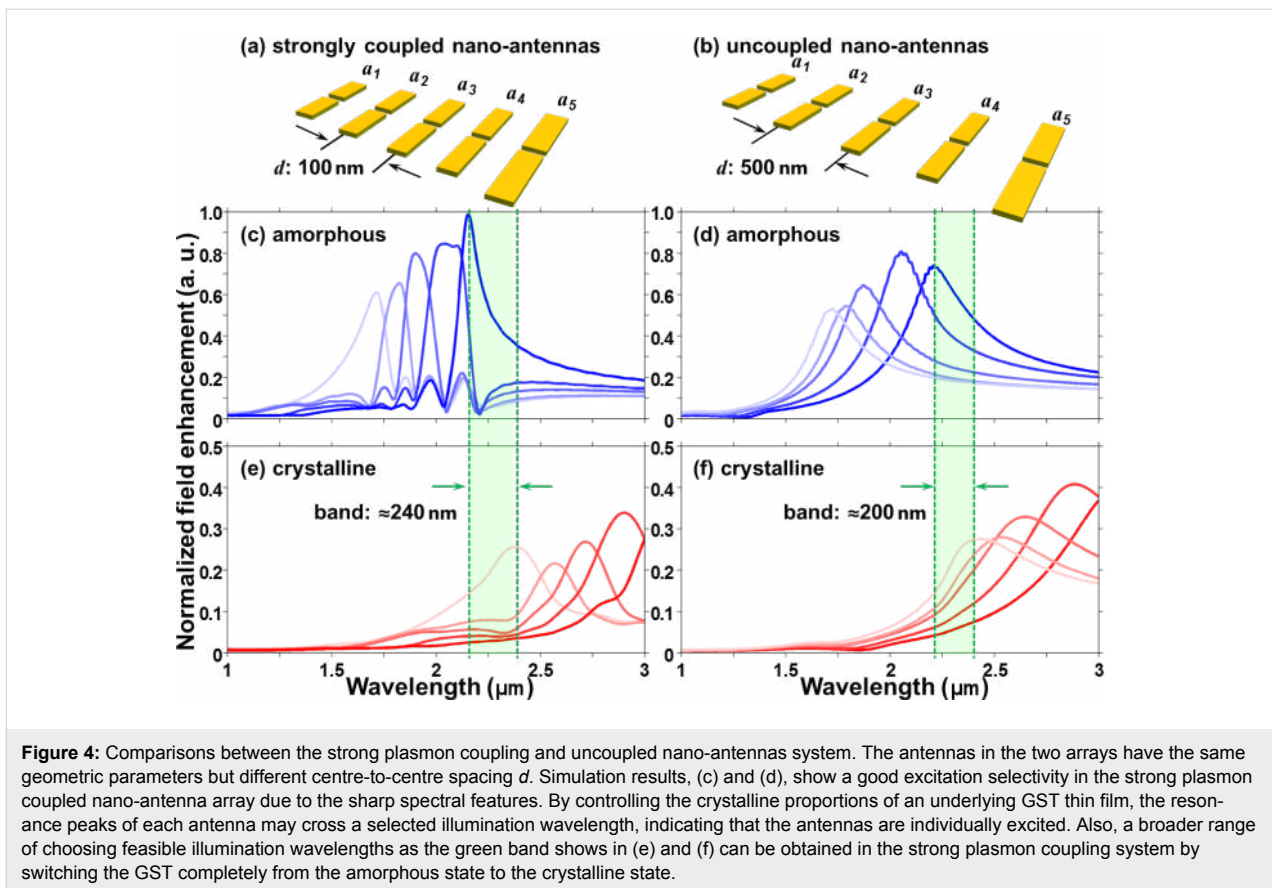 (a) strongly coupled nano-antennas
(b) uncoupled nano-antennas
a1 a2 a3 a4 a5
a1 a2 a3 a4 a5
d: 100 nm
d: 500 nm
Normalized field enhancement (a. u.)
(c) amorphous
1.0
0.8
0.6
0.4
0.2
0
(d) amorphous
1.0
0.8
0.6
0.4
0.2
0
(e) crystalline
band: ≈240 nm
0.5
0.4
0.3
0.2
0.1
0
1 1.5 2 2.5 3
Wavelength (μm)
(f) crystalline
band: ≈200 nm
0.5
0.4
0.3
0.2
0.1
0
1 1.5 2 2.5 3
Wavelength (μm)
Figure 4: Comparisons between the strong plasmon coupling and uncoupled nano-antennas system. The antennas in the two arrays have the same
geometric parameters but different centre-to-centre spacing d. Simulation results, (c) and (d), show a good excitation selectivity in the strong plasmon
coupled nano-antenna array due to the sharp spectral features. By controlling the crystalline proportions of an underlying GST thin film, the reson-
ance peaks of each antenna may cross a selected illumination wavelength, indicating that the antennas are individually excited. Also, a broader range
of choosing feasible illumination wavelengths as the green band shows in (e) and (f) can be obtained in the strong plasmon coupling system by
switching the GST completely from the amorphous state to the crystalline state.